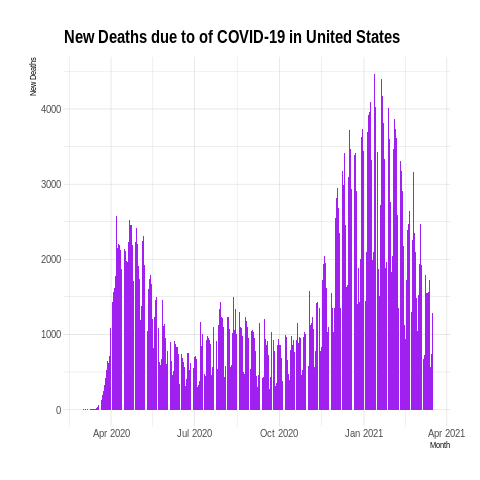 New Deaths due to of COVID-19 in United States
New Deaths
4000
3000
2000
1000
0
Apr 2020
Jul 2020
Oct 2020
Jan 2021
Apr 2021
Month